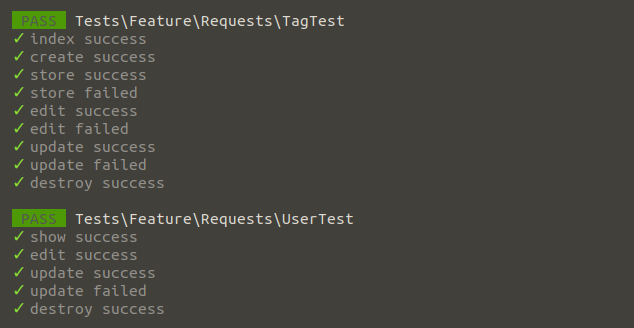 PASS Tests\Feature\Requests\TagTest
✓ index success
✓ create success
✓ store success
✓ store failed
✓ edit success
✓ edit failed
✓ update success
✓ update failed
✓ destroy success
PASS Tests\Feature\Requests\UserTest
✓ show success
✓ edit success
✓ update success
✓ update failed
✓ destroy success